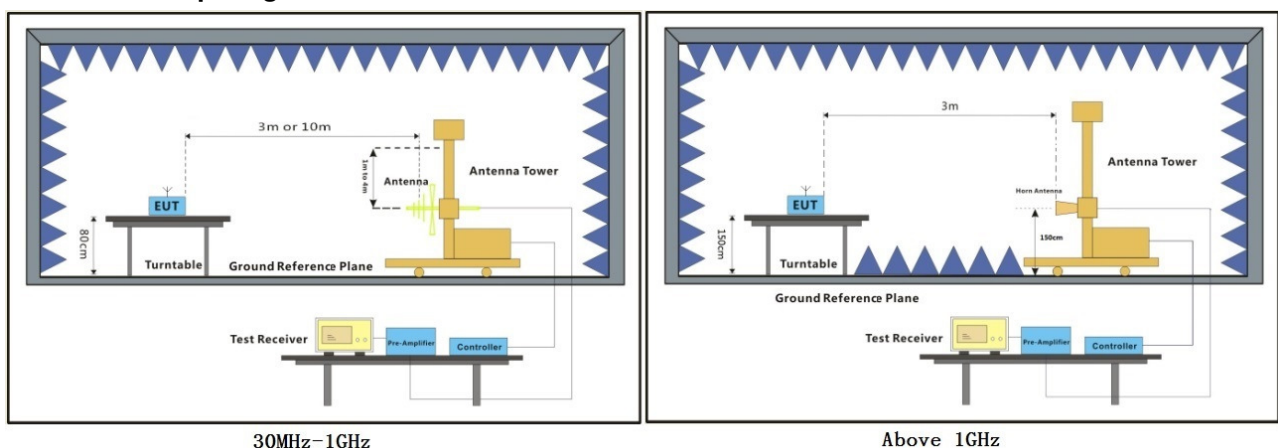 3m or 10m
1m to 4m
Antenna
Antenna Tower
EUT
80cm
Turntable
Ground Reference Plane
Test Receiver
Pre-Amplifier
Controller
30MHz-1GHz
3m
Antenna Tower
Horn Antenna
EUT
150cm
150cm
Turntable
Ground Reference Plane
Test Receiver
Pre-Amplifier
Controller
Above 1GHz